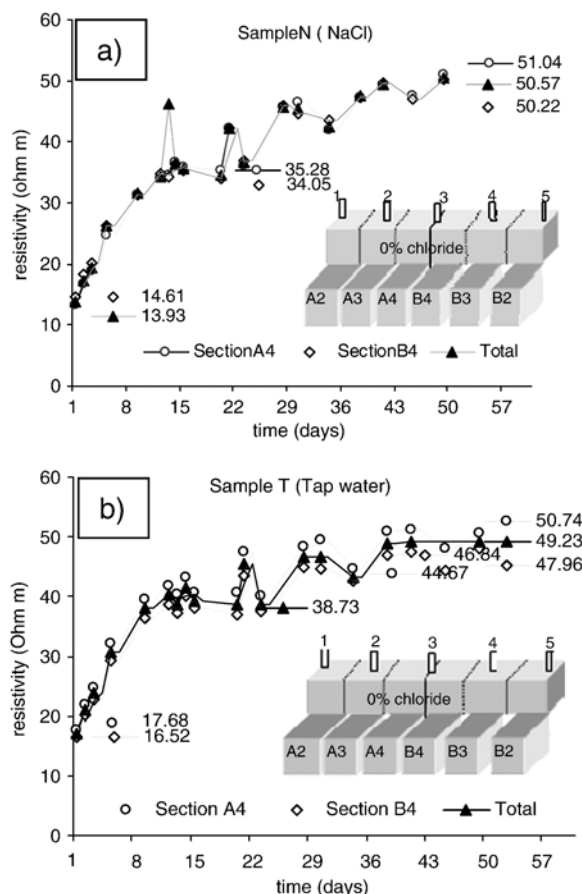 a)
SampleN ( NaCl)
resistivity (ohm m)
60
50
40
30
20
10
0
51.04
50.57
50.22
35.28
34.05
14.61
13.93
1 2 3 4 5
0% chloride
A2 A3 A4 B4 B3 B2
SectionA4 SectionB4 Total
1 8 15 22 29 36 43 50 57
time (days)
b)
Sample T (Tap water)
resistivity (Ohm m)
60
50
40
30
20
10
0
50.74
49.23
47.96
46.84
44.67
38.73
17.68
16.52
1 2 3 4 5
0% chloride
A2 A3 A4 B4 B3 B2
Section A4 Section B4 Total
1 8 15 22 29 36 43 50 57
time (days)